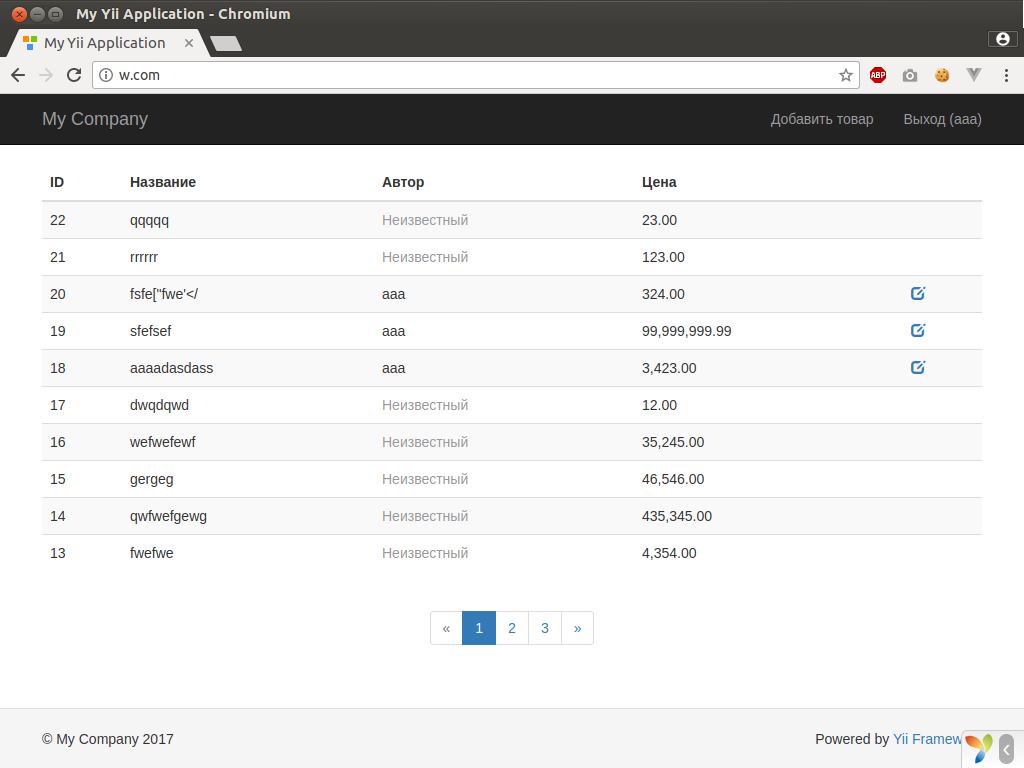 My Yii Application - Chromium
My Yii Application
w.com
ABP
My Company Добавить товар Выход (aaa)
ID Название Автор Цена
22 qqqqq Неизвестный 23.00
21 rrrrrr Неизвестный 123.00
20 fsfe["fwe'</ aaa 324.00
19 sfefsef aaa 99,999,999.99
18 aaaadasdass aaa 3,423.00
17 dwqdqwd Неизвестный 12.00
16 wefwefewf Неизвестный 35,245.00
15 gergeg Неизвестный 46,546.00
14 qwfwefgewg Неизвестный 435,345.00
13 fwefwe Неизвестный 4,354.00
« 1 2 3 »
© My Company 2017 Powered by Yii Framew